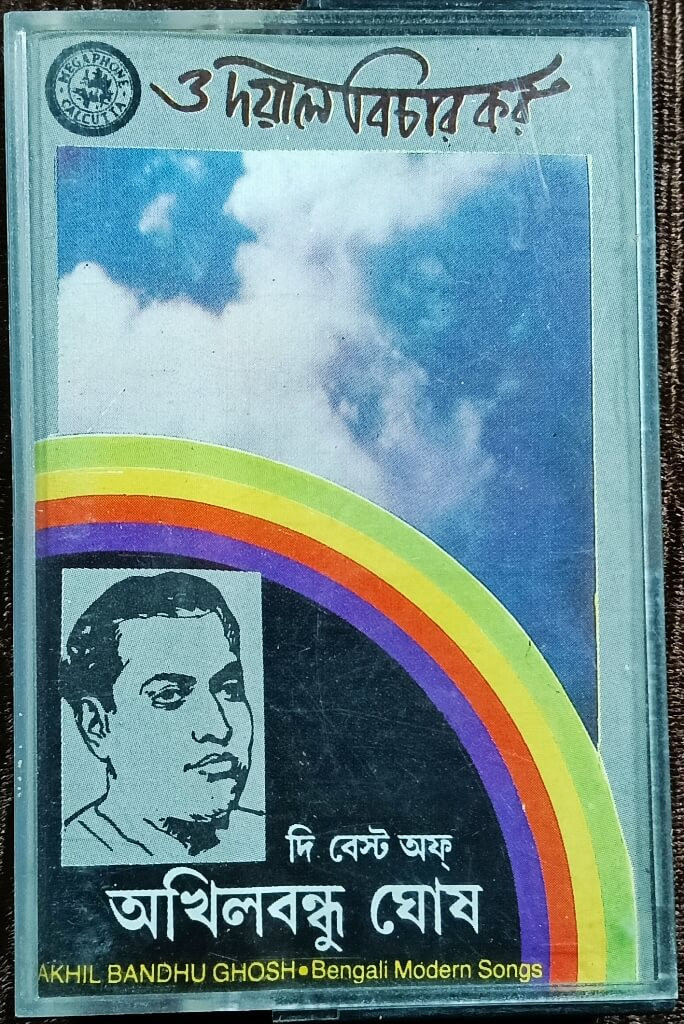 MEGAPHONE
CALCUTTA
ও দয়াল বিচার কর
দি বেস্ট অফ্
অখিলবন্ধু ঘোষ
AKHIL BANDHU GHOSH • Bengali Modern Songs